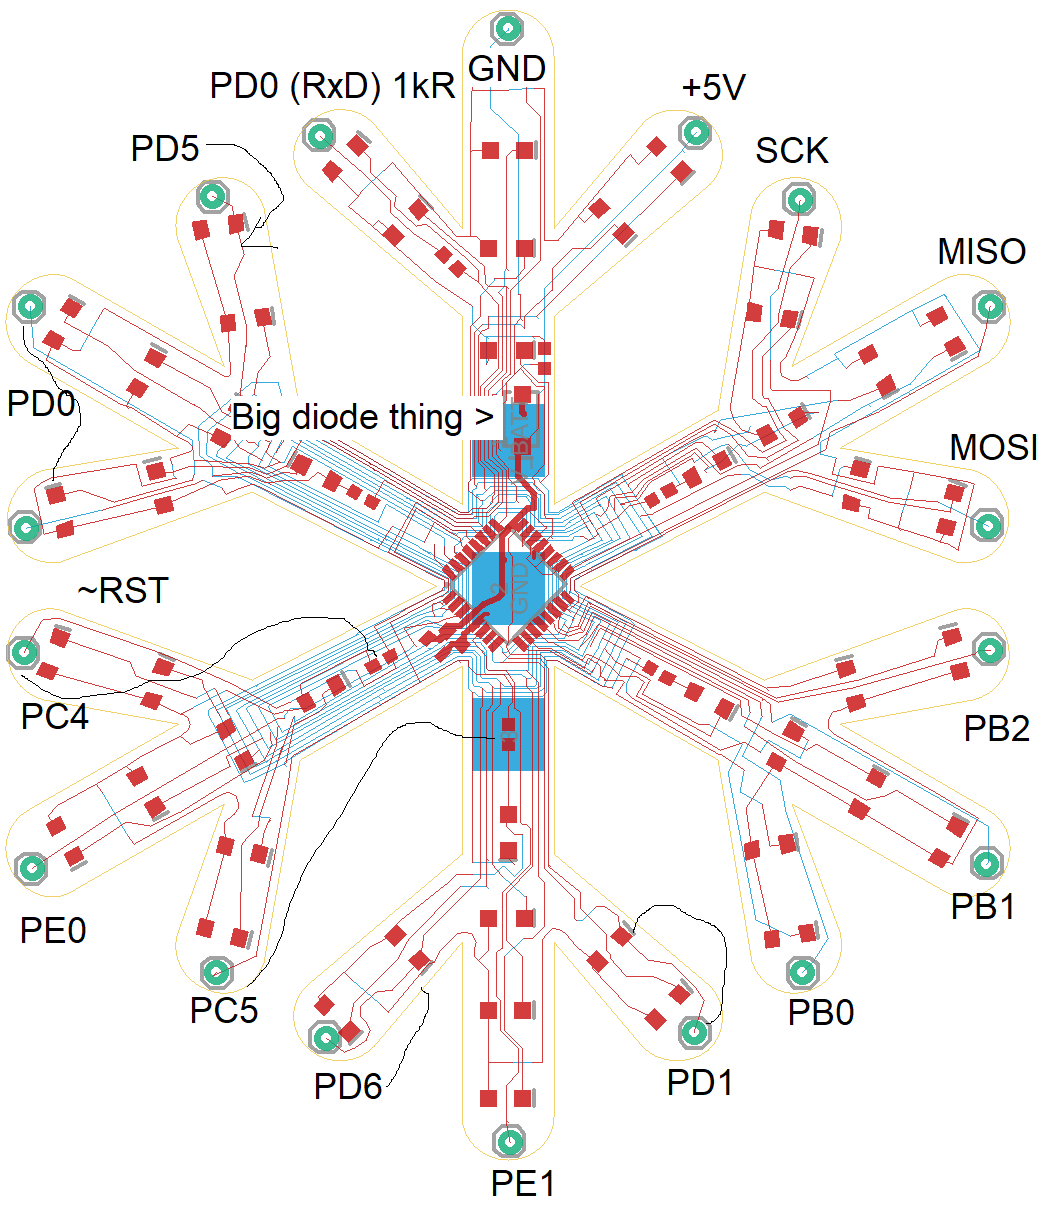 GND
PD0 (RxD) 1kR
+5V
PD5
SCK
MISO
PD0
Big diode thing >
BAT
MOSI
GND
~RST
PC4
PB2
PE0
PB1
PC5
PB0
PD6
PD1
PE1